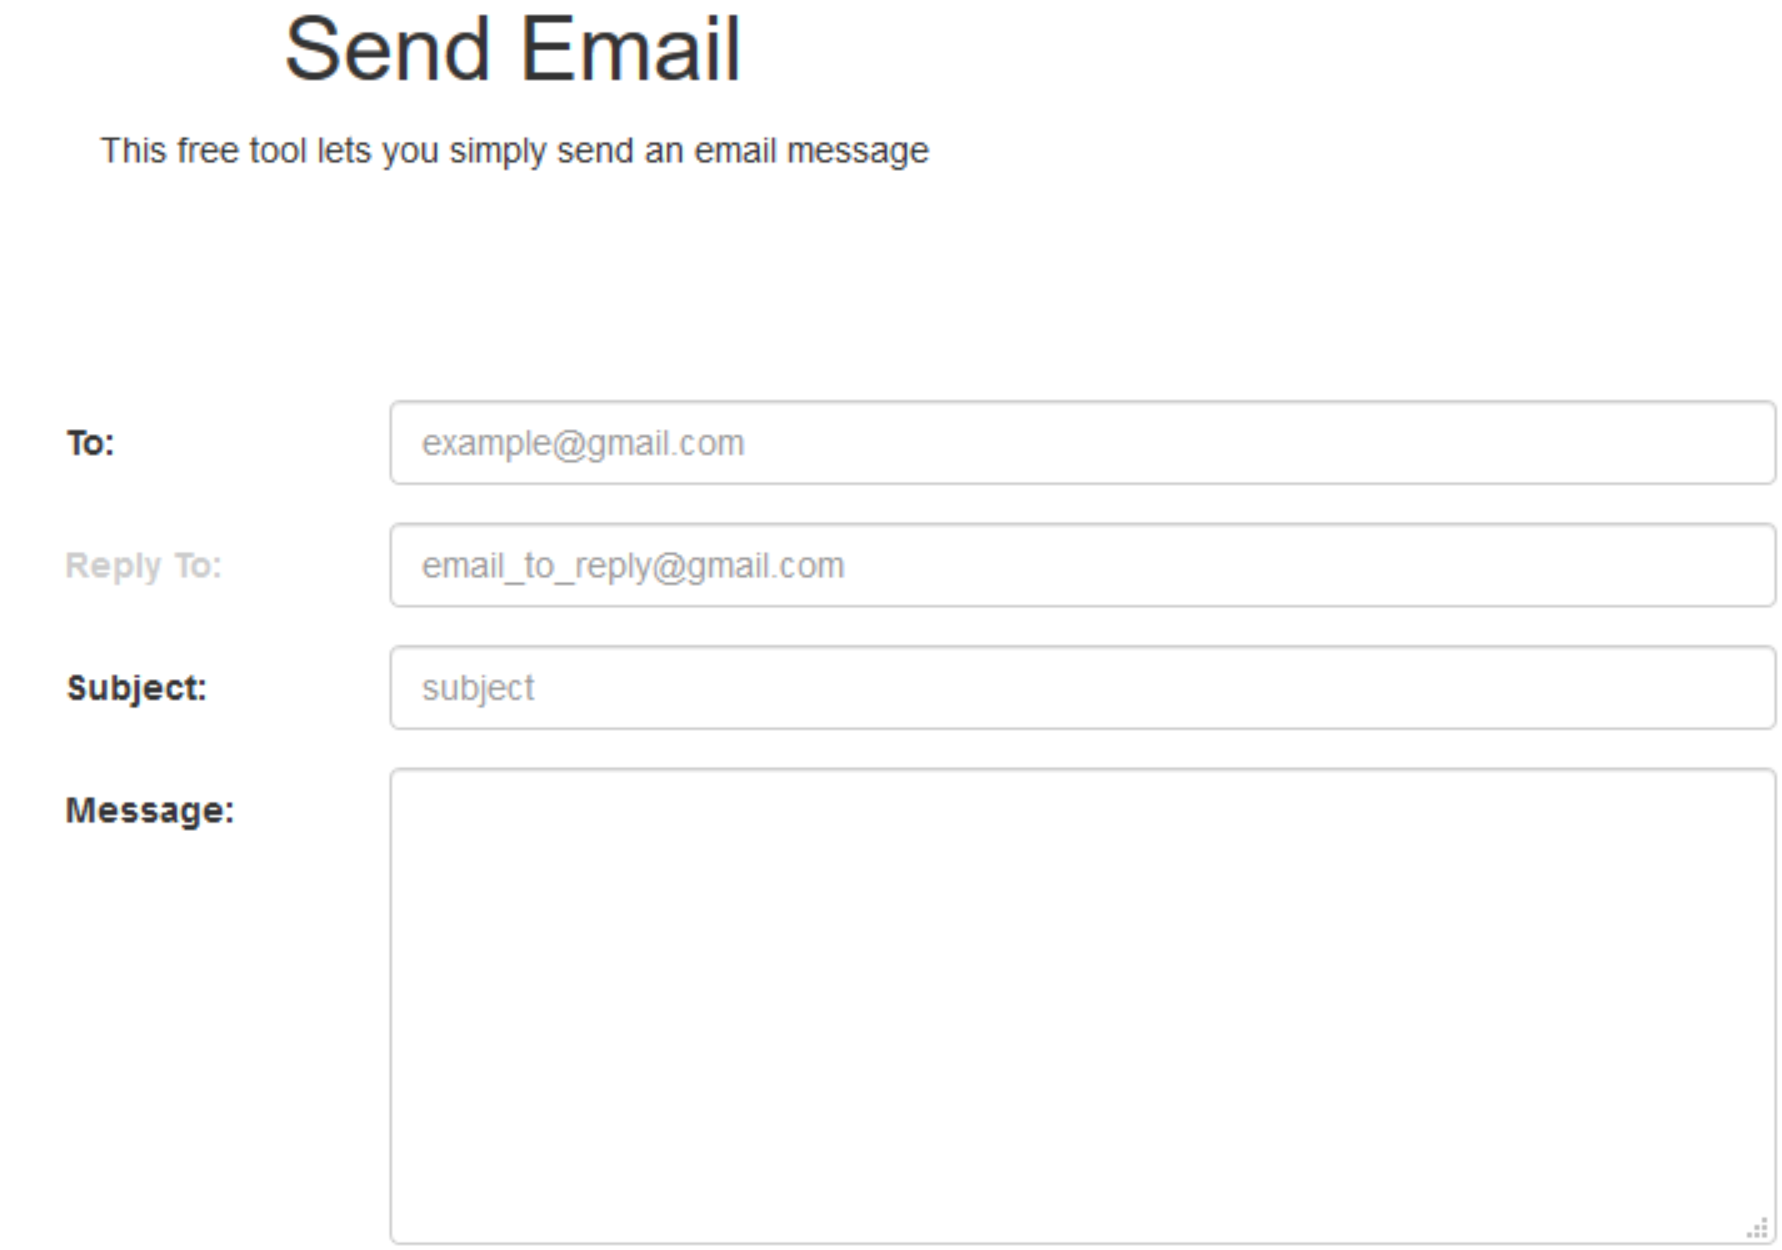 Send Email
This free tool lets you simply send an email message
To: example@gmail.com
Reply To: email_to_reply@gmail.com
Subject: subject
Message: